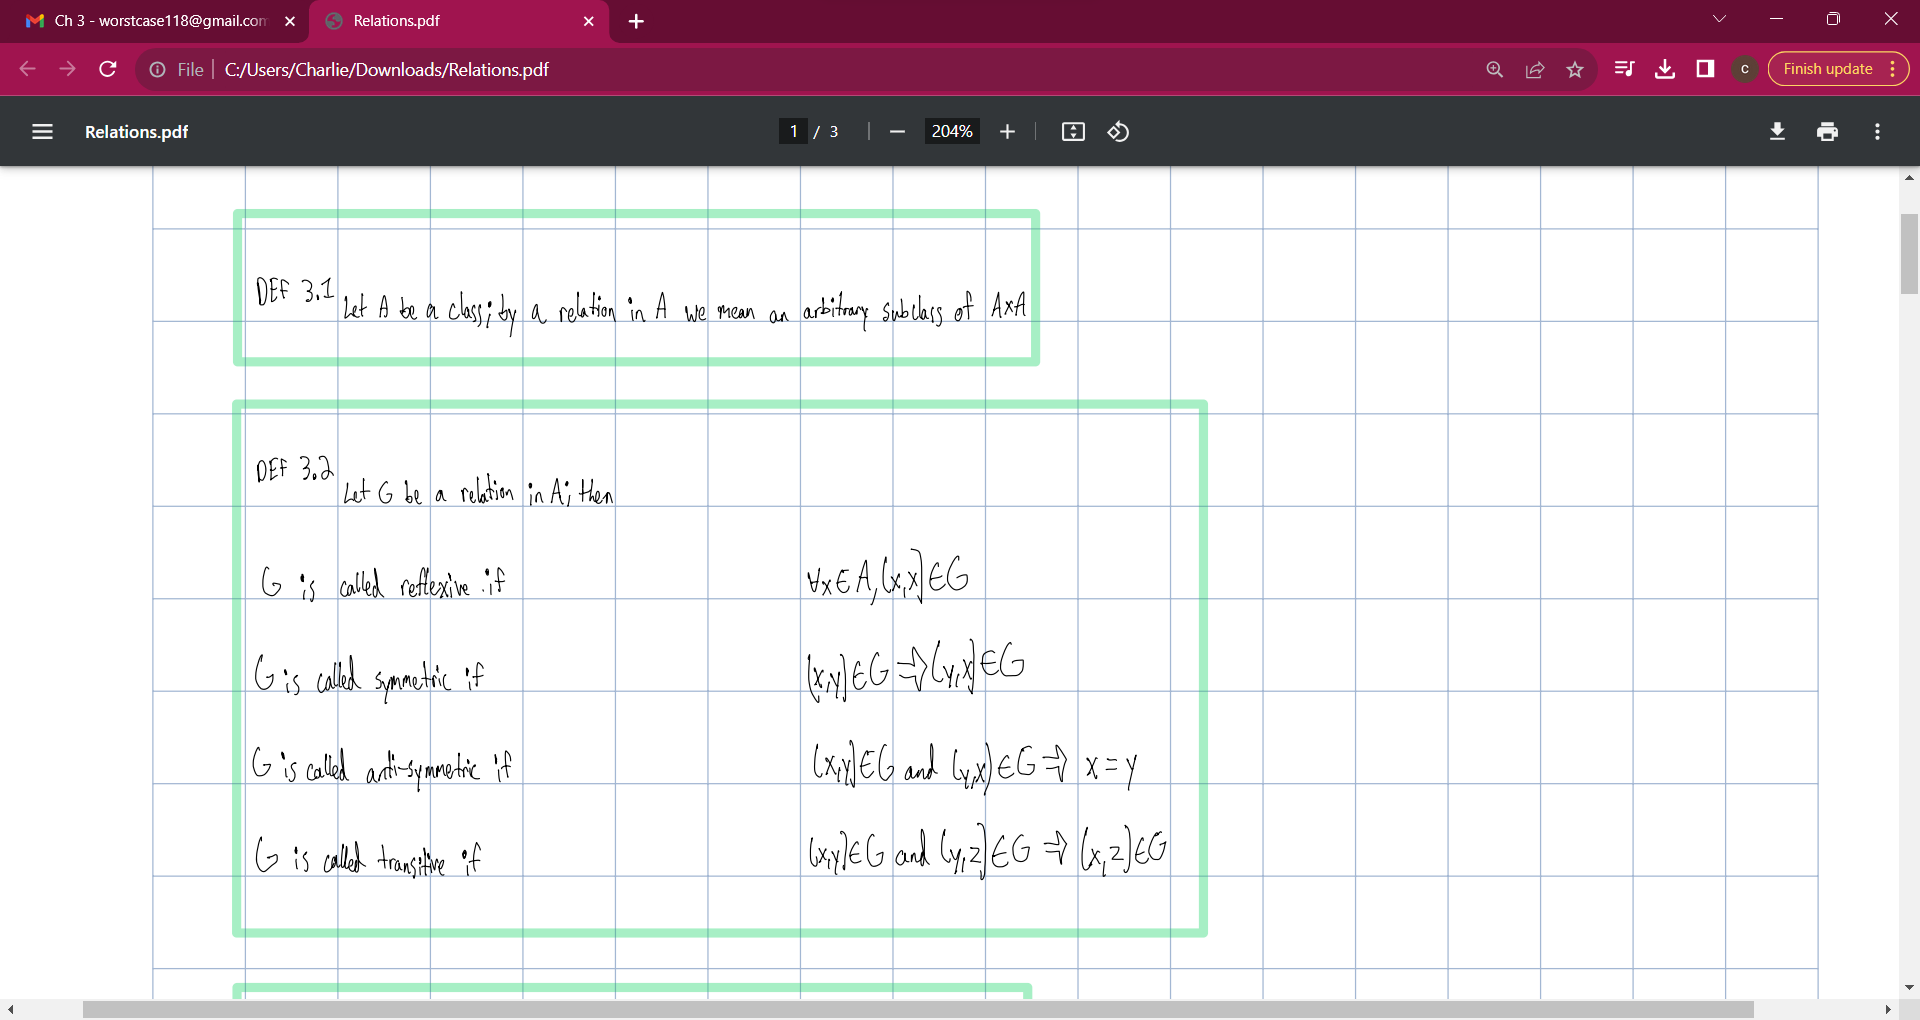 Ch 3 - worstcase118@gmail.com
Relations.pdf
File
C:/Users/Charlie/Downloads/Relations.pdf
C
Finish update
Relations.pdf
1 / 3
204%
DEF 3.1
Let A be a class; by a relation in A we mean an arbitrary subclass of A×A
DEF 3.2
Let G be a relation in A; then
G is called reflexive if ∀x∈A, (x,x)∈G
G is called symmetric if (x,y)∈G ⇒ (y,x)∈G
G is called anti-symmetric if (x,y)∈G and (y,x)∈G ⇒ x=y
G is called transitive if (x,y)∈G and (y,z)∈G ⇒ (x,z)∈G